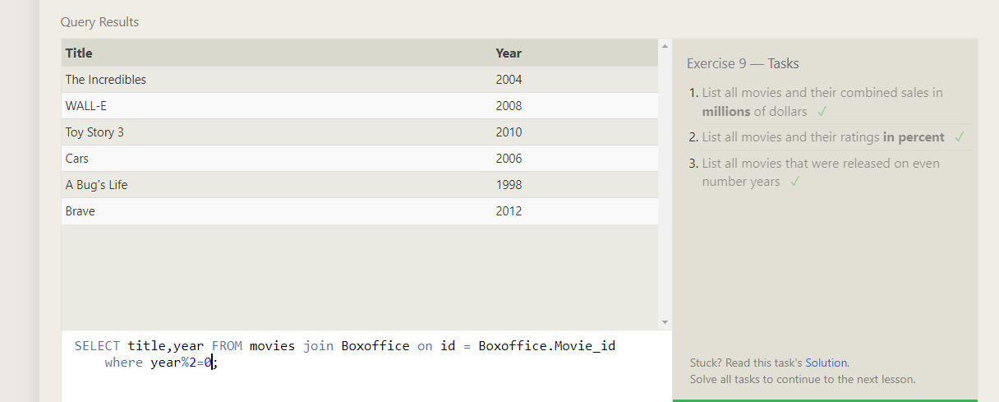 Query Results
Title Year
The Incredibles 2004
WALL-E 2008
Toy Story 3 2010
Cars 2006
A Bug's Life 1998
Brave 2012
SELECT title,year FROM movies join Boxoffice on id = Boxoffice.Movie_id
where year%2=0;
Exercise 9 — Tasks
1. List all movies and their combined sales in
millions of dollars ✓
2. List all movies and their ratings in percent ✓
3. List all movies that were released on even
number years ✓
Stuck? Read this task's Solution.
Solve all tasks to continue to the next lesson.